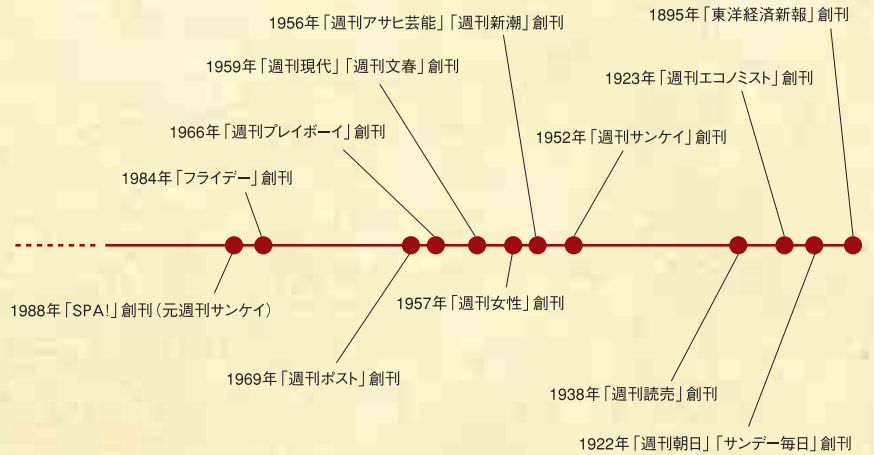 1956年「週刊アサヒ芸能」「週刊新潮」創刊
1895年「東洋経済新報」創刊
1959年「週刊現代」「週刊文春」創刊
1923年「週刊エコノミスト」創刊
1966年「週刊プレイボーイ」創刊
1952年「週刊サンケイ」創刊
1984年「フライデー」創刊
1988年「SPA!」創刊（元週刊サンケイ）
1957年「週刊女性」創刊
1969年「週刊ポスト」創刊
1938年「週刊読売」創刊
1922年「週刊朝日」「サンデー毎日」創刊